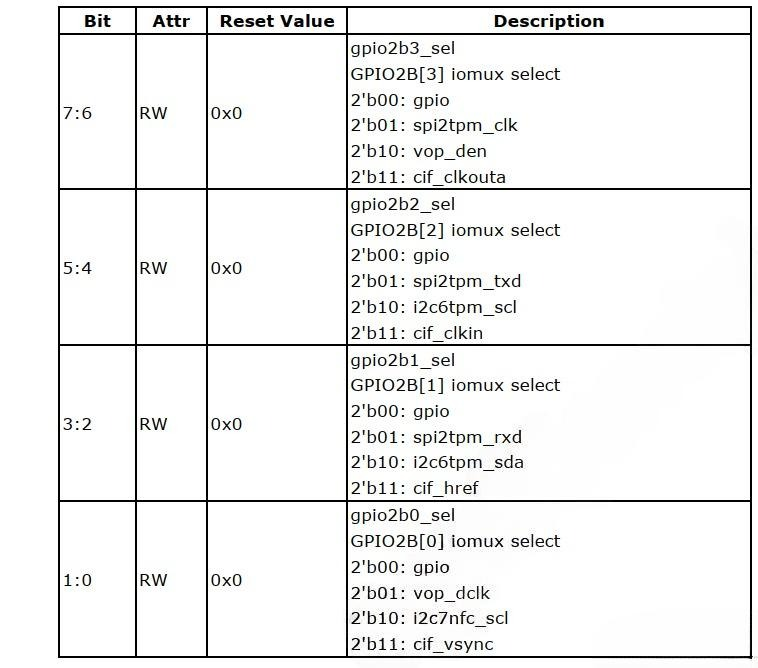 Bit Attr Reset Value Description
7:6 RW 0x0 gpio2b3_sel
GPIO2B[3] iomux select
2'b00: gpio
2'b01: spi2tpm_clk
2'b10: vop_den
2'b11: cif_clkouta
5:4 RW 0x0 gpio2b2_sel
GPIO2B[2] iomux select
2'b00: gpio
2'b01: spi2tpm_txd
2'b10: i2c6tpm_scl
2'b11: cif_clkin
3:2 RW 0x0 gpio2b1_sel
GPIO2B[1] iomux select
2'b00: gpio
2'b01: spi2tpm_rxd
2'b10: i2c6tpm_sda
2'b11: cif_href
1:0 RW 0x0 gpio2b0_sel
GPIO2B[0] iomux select
2'b00: gpio
2'b01: vop_dclk
2'b10: i2c7nfc_scl
2'b11: cif_vsync